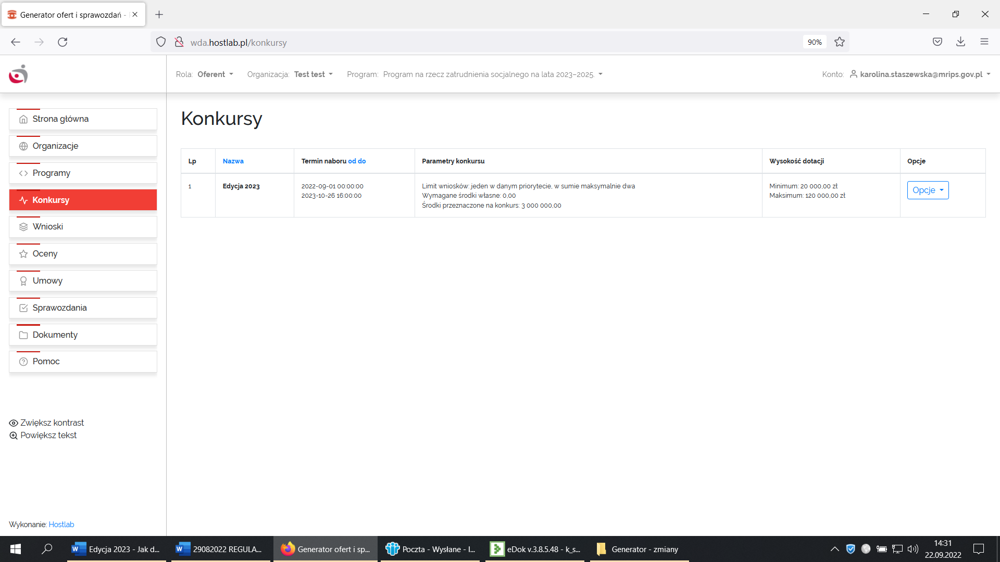 Generator ofert i sprawozdań -
wda.hostlab.pl/konkursy
90%
Rola: Oferent
Organizacja: Test test
Program: Program na rzecz zatrudnienia socjalnego na lata 2023–2025.
Konto: karolina.staszewska@mrips.gov.pl
Strona główna
Organizacje
Programy
Konkursy
Wnioski
Oceny
Umowy
Sprawozdania
Dokumenty
Pomoc
Zwiększ kontrast
Powiększ tekst
Wykonanie: Hostlab
Konkursy
Lp Nazwa Termin naboru od do Parametry konkursu Wysokość dotacji Opcje
1 Edycja 2023 2022-09-01 00:00:00 Limit wniosków: jeden w danym priorytecie, w sumie maksymalnie dwa Minimum: 20 000,00 zł Opcje
2023-10-26 16:00:00 Wymagane środki własne: 0,00 Maksimum: 120 000,00 zł
Środki przeznaczone na konkurs: 3 000 000,00
Edycja 2023 - Jak d...
29082022 REGULA...
Generator ofert i sp...
Poczta - Wysłane - I...
eDok v.3.8.5.48 - k_s...
Generator - zmiany
14:31
22.09.2022